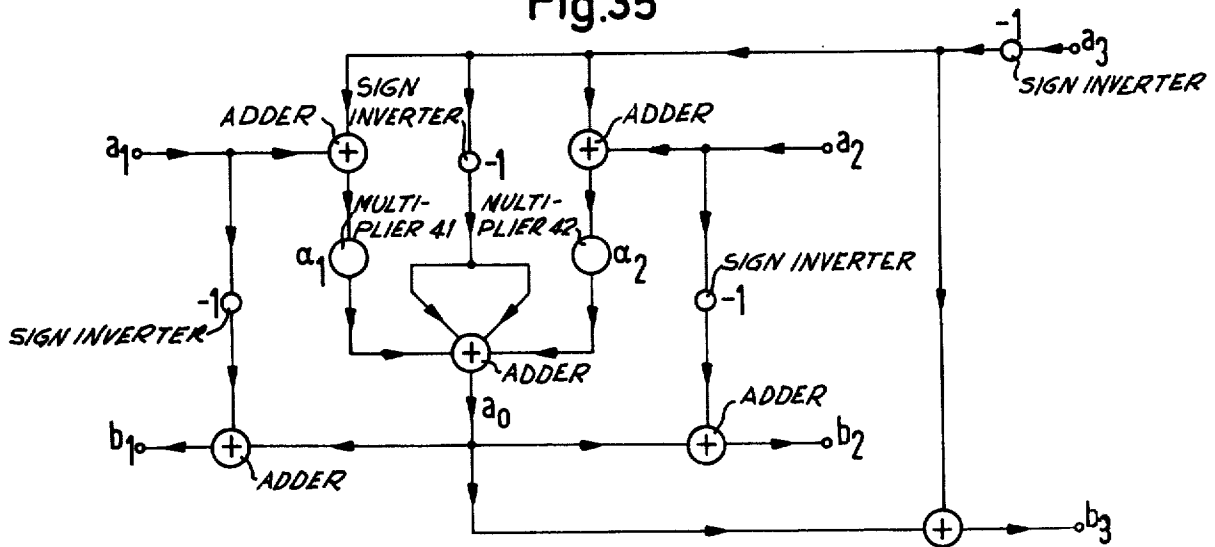 Fig.35
-1
a3
SIGN INVERTER
SIGN
INVERTER
ADDER
ADDER
a1
-1
a2
MULTI-
PLIER 41
MULTI-
PLIER 42
α1
α2
SIGN INVERTER
-1
-1
SIGN INVERTER
ADDER
a0
ADDER
b1
b2
ADDER
b3